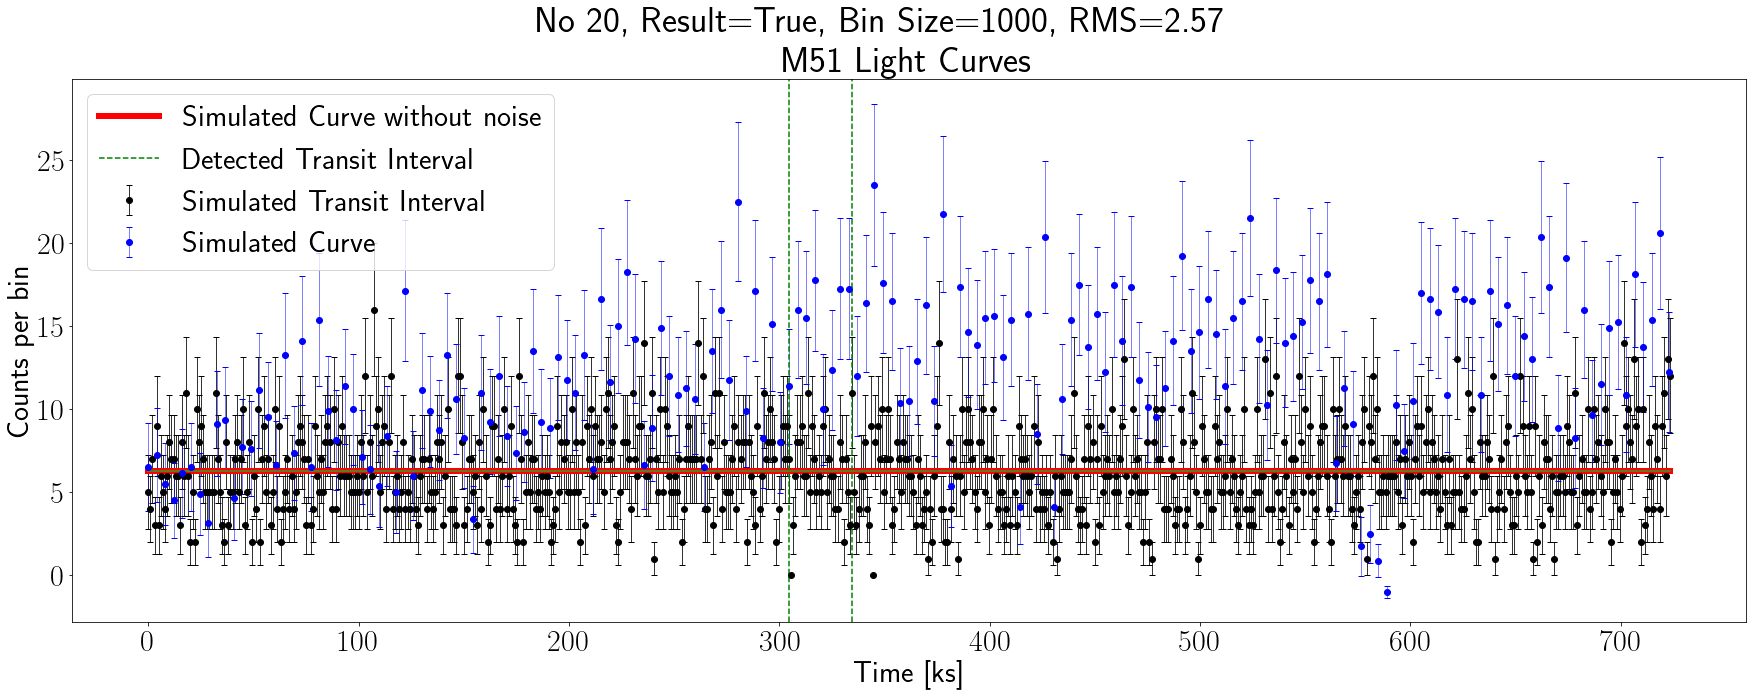 No 20, Result=True, Bin Size=1000, RMS=2.57
M51 Light Curves
Simulated Curve without noise
Detected Transit Interval
Simulated Transit Interval
Simulated Curve
Counts per bin
25
20
15
10
5
0
0 100 200 300 400 500 600 700
Time [ks]